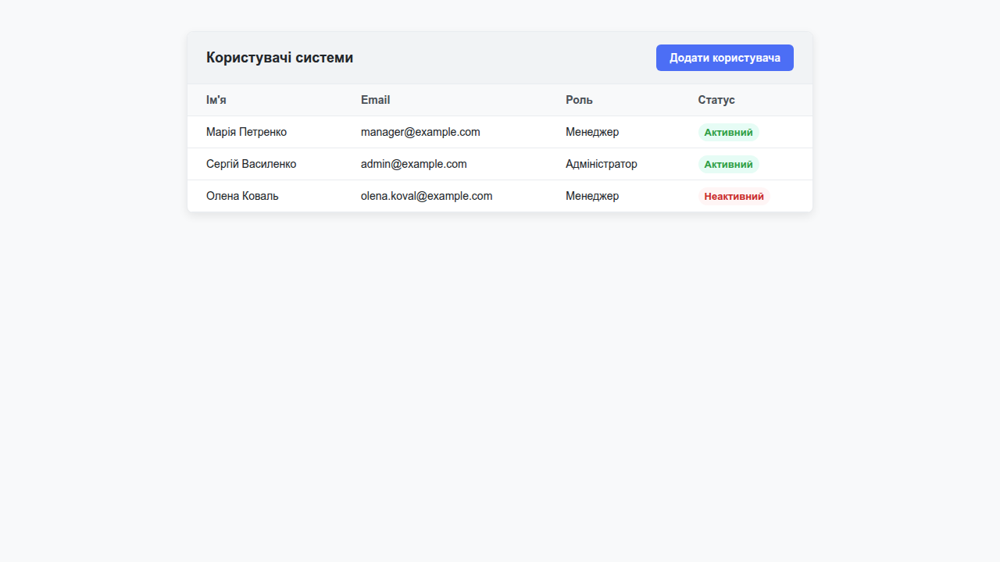 Користувачі системи Додати користувача
Ім'я Email Роль Статус
Марія Петренко manager@example.com Менеджер Активний
Сергій Василенко admin@example.com Адміністратор Активний
Олена Коваль olena.koval@example.com Менеджер Неактивний